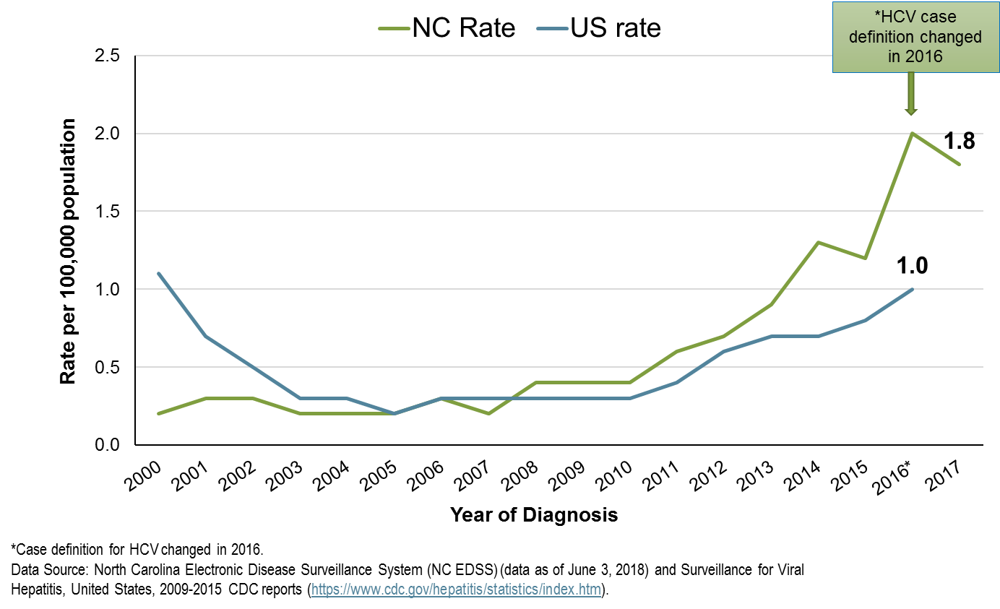 NC Rate US rate
*HCV case
definition changed
in 2016
2.5
2.0
1.5
1.0
0.5
0.0
Rate per 100,000 population
1.8
1.0
2000 2001 2002 2003 2004 2005 2006 2007 2008 2009 2010 2011 2012 2013 2014 2015 2016* 2017
Year of Diagnosis
*Case definition for HCV changed in 2016.
Data Source: North Carolina Electronic Disease Surveillance System (NC EDSS) (data as of June 3, 2018) and Surveillance for Viral
Hepatitis, United States, 2009-2015 CDC reports (https://www.cdc.gov/hepatitis/statistics/index.htm).